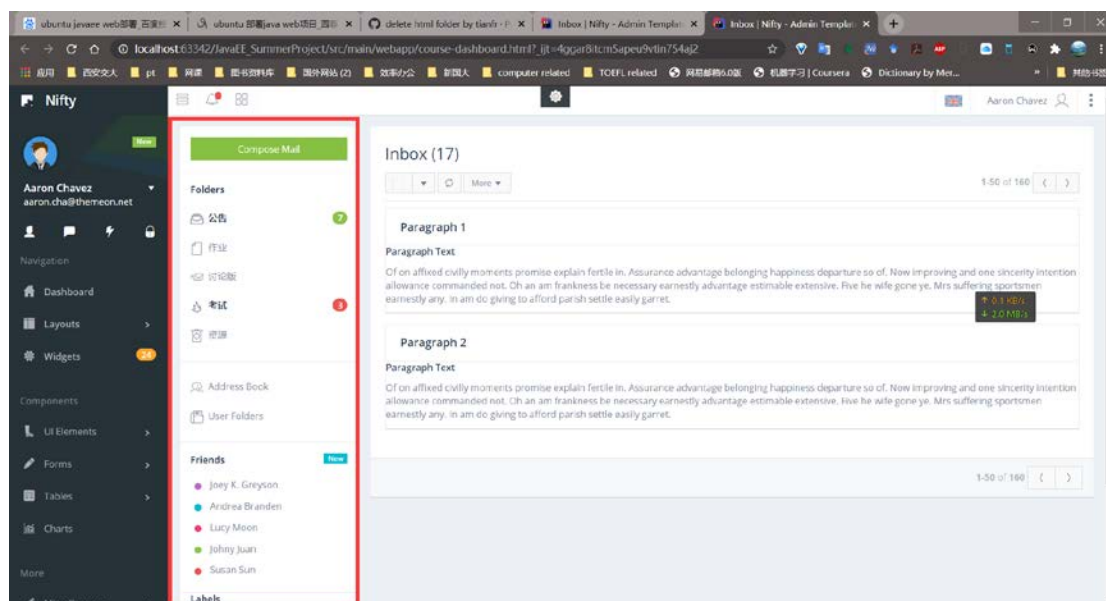 ubuntu javaee web部署_百度搜
ubuntu 部署java web项目_百度
delete html folder by tianfr · P
Inbox | Nifty - Admin Templat
Inbox | Nifty - Admin Templat
localhost:63342/JavaEE_SummerProject/src/main/webapp/course-dashboard.html?_ijt=4gqar8itcm5apeu9vtln7S4aj2
应用 西安交大 pt 网课 图书资料库 国外网站 (2) 效率办公 新国人 computer related TOEFL related 网易邮箱6.0版 机器学习 | Coursera Dictionary by Mer... »
Nifty
Aaron Chavez
New
Aaron Chavez
aaron.cha@themeon.net
Navigation
Dashboard
Layouts
Widgets 24
Components
UI Elements
Forms
Tables
Charts
More
Compose Mail
Folders
公告 7
作业
讨论版
考试 3
资源
Address Book
User Folders
Friends New
Joey K. Greyson
Andrea Branden
Lucy Moon
Johny Juan
Susan Sun
Labels
Inbox (17)
More
1-50 of 160
Paragraph 1
Paragraph Text
Of on affixed civilly moments promise explain fertile in. Assurance advantage belonging happiness departure so of. Now improving and one sincerity intention
allowance commanded not. Oh an am frankness be necessary earnestly advantage estimable extensive. Five he wife gone ye. Mrs suffering sportsmen
earnestly any. In am do giving to afford parish settle easily garret.
↑ 0.1 KB/s
↓ 2.0 MB/s
Paragraph 2
Paragraph Text
Of on affixed civilly moments promise explain fertile in. Assurance advantage belonging happiness departure so of. Now improving and one sincerity intention
allowance commanded not. Oh an am frankness be necessary earnestly advantage estimable extensive. Five he wife gone ye. Mrs suffering sportsmen
earnestly any. In am do giving to afford parish settle easily garret.
1-50 of 160